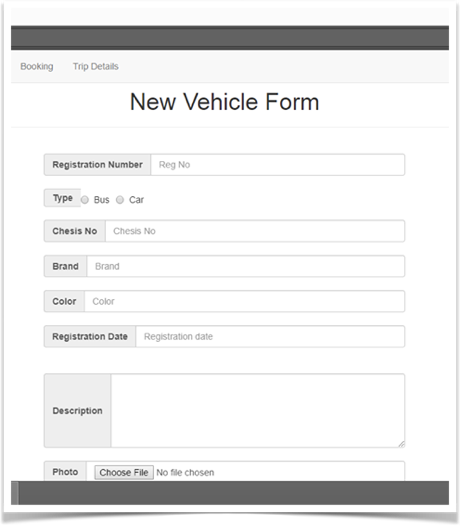 Booking Trip Details
New Vehicle Form
Registration Number Reg No
Type Bus Car
Chesis No Chesis No
Brand Brand
Color Color
Registration Date Registration date
Description
Photo Choose File No file chosen